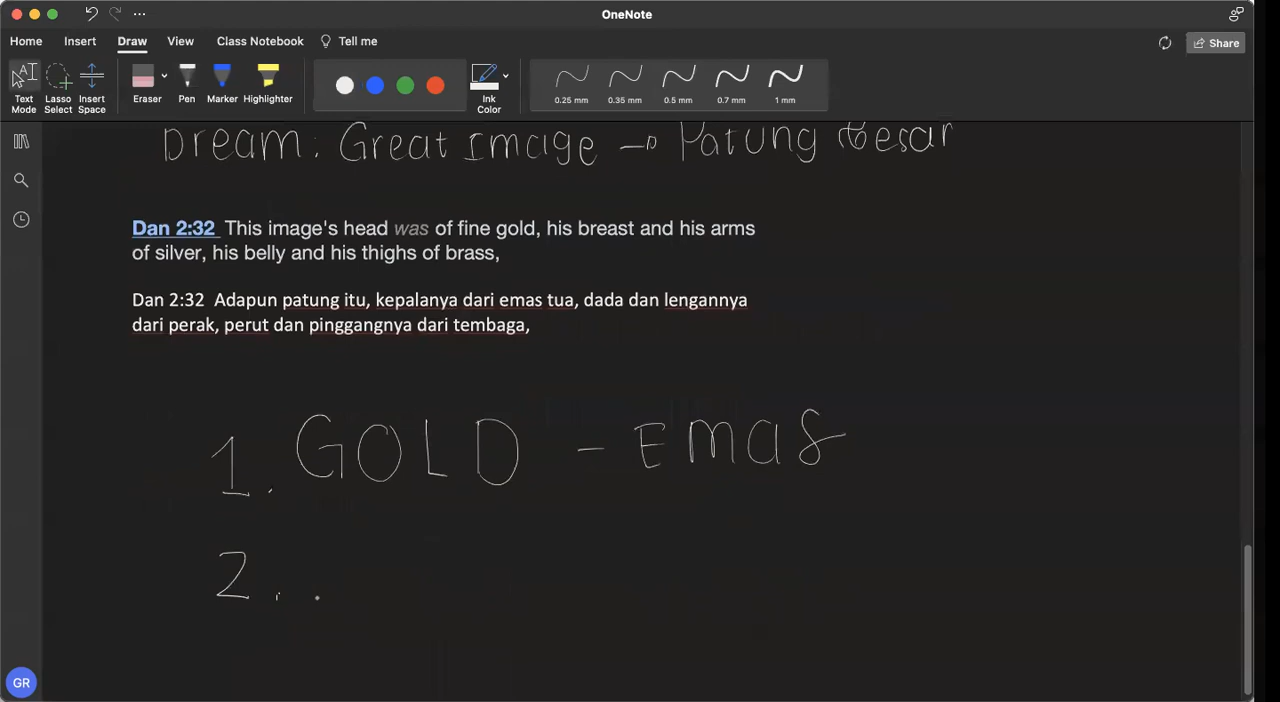 OneNote
Home Insert Draw View Class Notebook Tell me
Share
Text Mode
Lasso Select
Insert Space
Eraser
Pen
Marker
Highlighter
Ink Color
0.25 mm
0.35 mm
0.5 mm
0.7 mm
1 mm
Dream : Great Image → Patung Besar
Dan 2:32 This image's head was of fine gold, his breast and his arms
of silver, his belly and his thighs of brass,
Dan 2:32 Adapun patung itu, kepalanya dari emas tua, dada dan lengannya
dari perak, perut dan pinggangnya dari tembaga,
1. GOLD - EMAS
2. .
GR